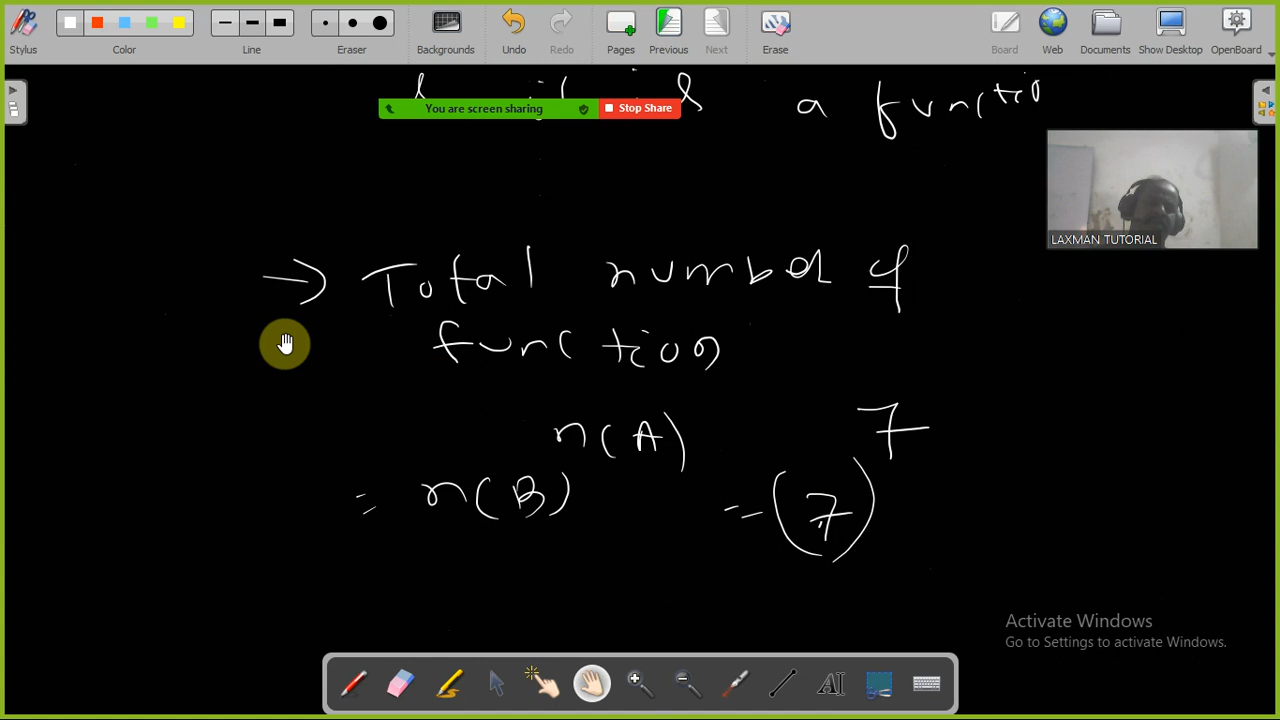 Stylus Color Line Eraser Backgrounds Undo Redo Pages Previous Next Erase Board Web Documents Show Desktop OpenBoard
You are screen sharing Stop Share
a functio
LAXMAN TUTORIAL
→ Total number of
function
= n(B)^n(A) = (7)^7
Activate Windows
Go to Settings to activate Windows.
AI